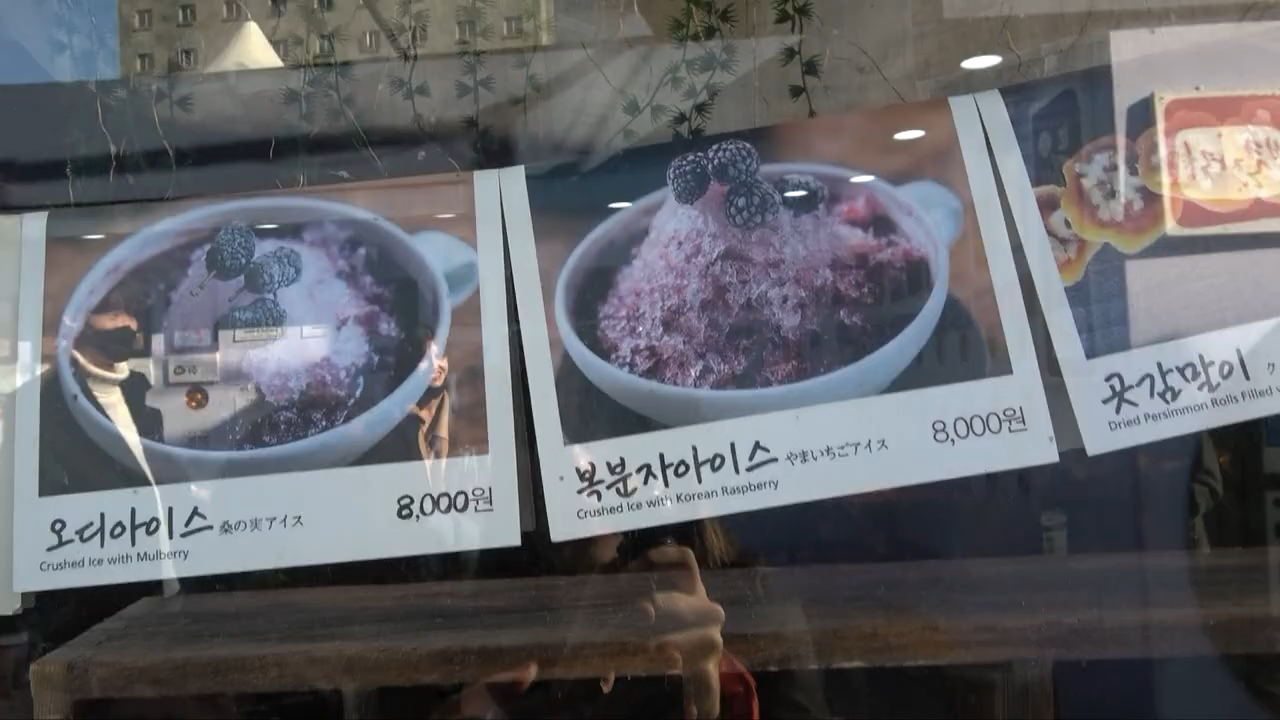 오디아이스 桑の実アイス 8,000원
Crushed Ice with Mulberry
복분자아이스 やまいちごアイス 8,000원
Crushed Ice with Korean Raspberry
곶감말이 ク
Dried Persimmon Rolls Filled